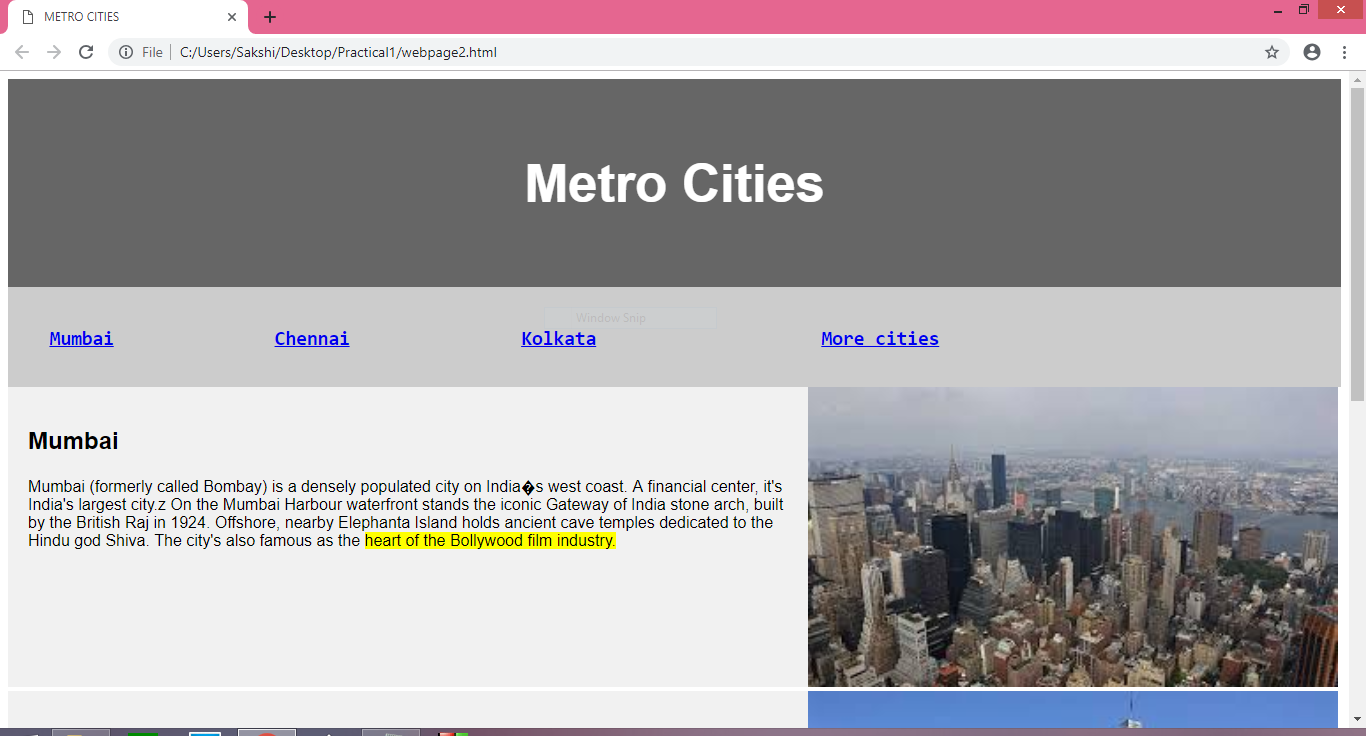 METRO CITIES
File
C:/Users/Sakshi/Desktop/Practical1/webpage2.html
Metro Cities
Window Snip
Mumbai Chennai Kolkata More cities
Mumbai
Mumbai (formerly called Bombay) is a densely populated city on India�s west coast. A financial center, it's
India's largest city.z On the Mumbai Harbour waterfront stands the iconic Gateway of India stone arch, built
by the British Raj in 1924. Offshore, nearby Elephanta Island holds ancient cave temples dedicated to the
Hindu god Shiva. The city's also famous as the heart of the Bollywood film industry.